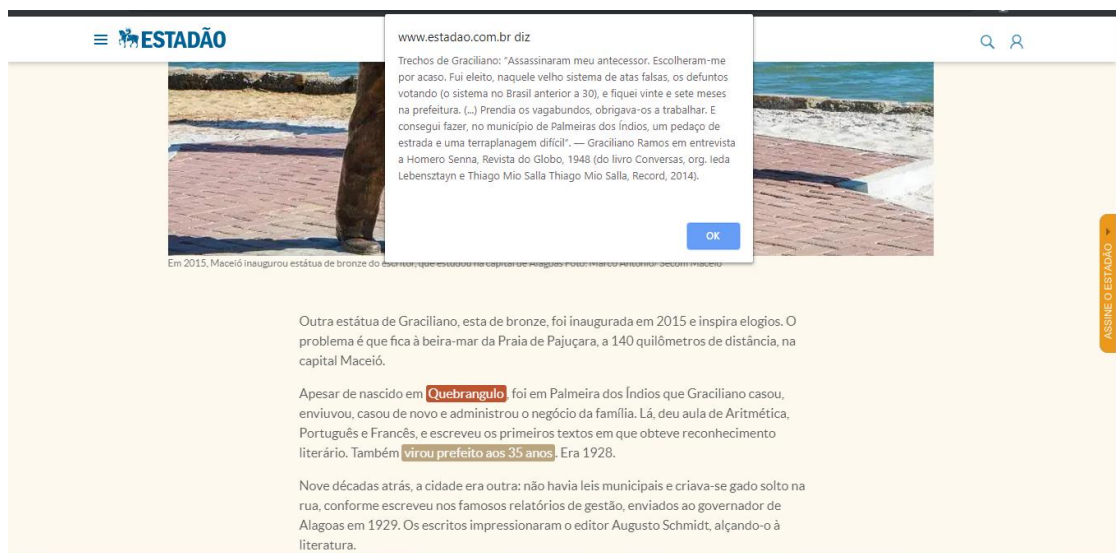 ESTADÃO
www.estadao.com.br diz
Trechos de Graciliano: "Assassinaram meu antecessor. Escolheram-me
por acaso. Fui eleito, naquele velho sistema de atas falsas, os defuntos
votando (o sistema no Brasil anterior a 30), e fiquei vinte e sete meses
na prefeitura. (...) Prendia os vagabundos, obrigava-os a trabalhar. E
consegui fazer, no município de Palmeiras dos Índios, um pedaço de
estrada e uma terraplanagem difícil". — Graciliano Ramos em entrevista
a Homero Senna, Revista do Globo, 1948 (do livro Conversas, org. Ieda
Lebensztayn e Thiago Mio Salla Thiago Mio Salla, Record, 2014).
OK
Em 2015, Maceió inaugurou estátua de bronze do escritor, que estudou na capital de Alagoas Foto: Marco Antônio/ Secom Maceió
ASSINE O ESTADÃO
Outra estátua de Graciliano, esta de bronze, foi inaugurada em 2015 e inspira elogios. O
problema é que fica à beira-mar da Praia de Pajuçara, a 140 quilômetros de distância, na
capital Maceió.
Apesar de nascido em Quebrangulo, foi em Palmeira dos Índios que Graciliano casou,
enviuvou, casou de novo e administrou o negócio da família. Lá, deu aula de Aritmética,
Português e Francês, e escreveu os primeiros textos em que obteve reconhecimento
literário. Também virou prefeito aos 35 anos. Era 1928.
Nove décadas atrás, a cidade era outra: não havia leis municipais e criava-se gado solto na
rua, conforme escreveu nos famosos relatórios de gestão, enviados ao governador de
Alagoas em 1929. Os escritos impressionaram o editor Augusto Schmidt, alçando-o à
literatura.